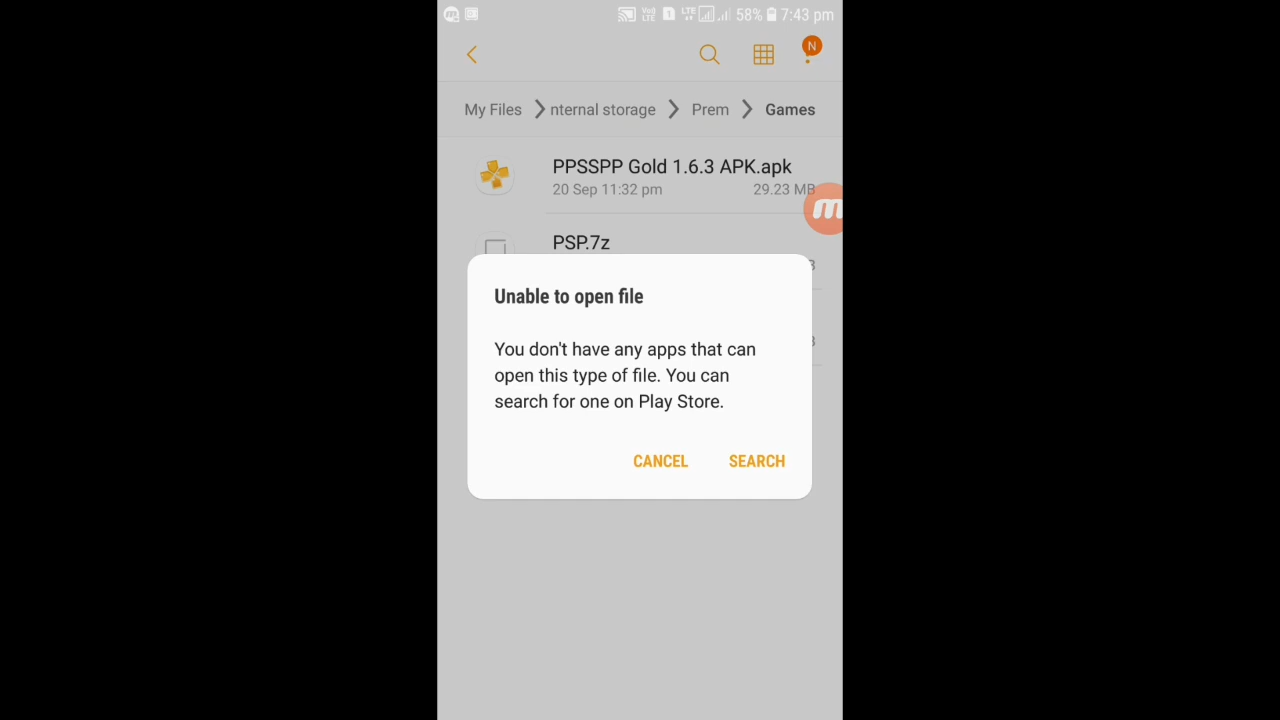 58% 7:43 pm
N
My Files nternal storage Prem Games
PPSSPP Gold 1.6.3 APK.apk
20 Sep 11:32 pm 29.23 MB
PSP.7z
Unable to open file
You don't have any apps that can
open this type of file. You can
search for one on Play Store.
CANCEL SEARCH